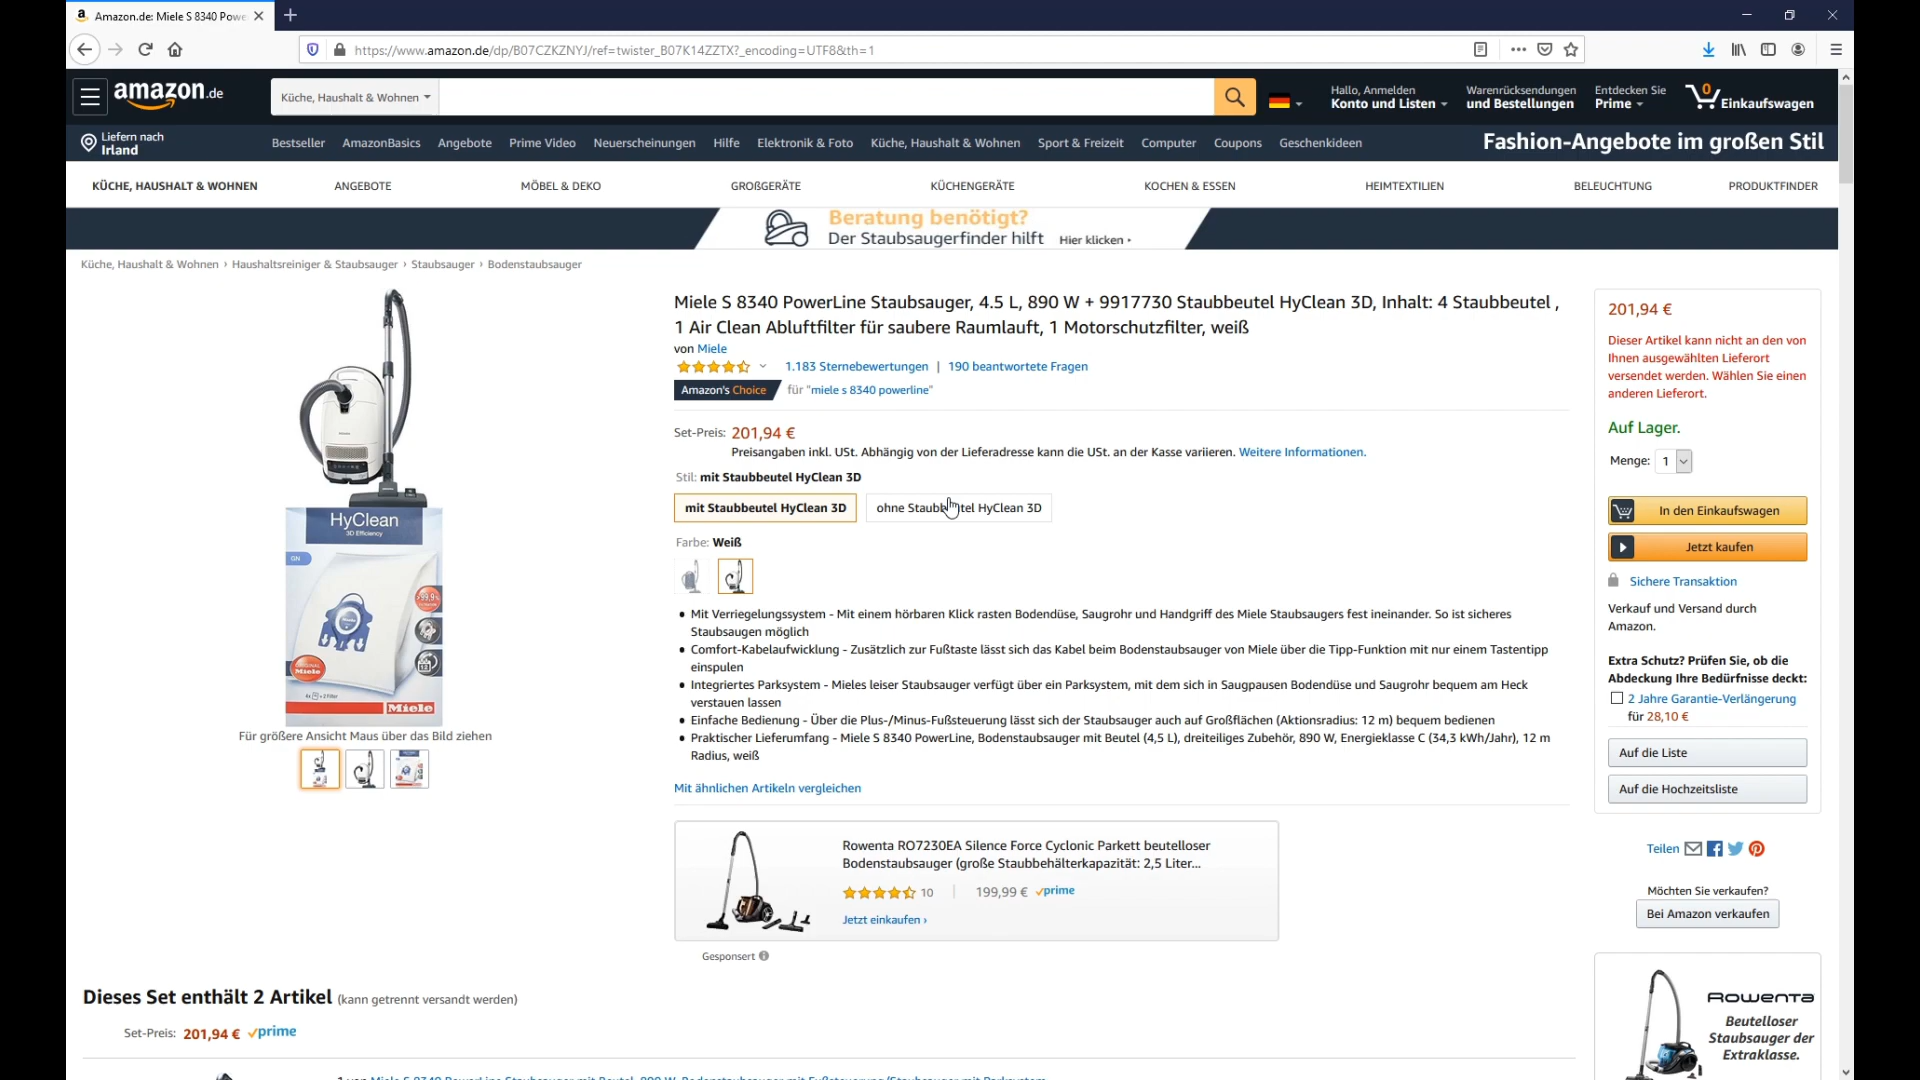 Amazon.de: Miele S 8340 Powe
https://www.amazon.de/dp/B07CZKZNYJ/ref=twister_B07K14ZZTX?_encoding=UTF8&th=1
amazon.de
Küche, Haushalt & Wohnen
Hallo, Anmelden
Konto und Listen
Warenrücksendungen
und Bestellungen
Entdecken Sie
Prime
0
Einkaufswagen
Liefern nach
Irland
Bestseller AmazonBasics Angebote Prime Video Neuerscheinungen Hilfe Elektronik & Foto Küche, Haushalt & Wohnen Sport & Freizeit Computer Coupons Geschenkideen
Fashion-Angebote im großen Stil
KÜCHE, HAUSHALT & WOHNEN ANGEBOTE MÖBEL & DEKO GROẞGERÄTE KÜCHENGERÄTE KOCHEN & ESSEN HEIMTEXTILIEN BELEUCHTUNG PRODUKTFINDER
Beratung benötigt?
Der Staubsaugerfinder hilft Hier klicken ›
Küche, Haushalt & Wohnen › Haushaltsreiniger & Staubsauger › Staubsauger › Bodenstaubsauger
HyClean
3D Efficiency
GN
>99,9%
ORIGINAL
Miele
Miele
Für größere Ansicht Maus über das Bild ziehen
Miele S 8340 PowerLine Staubsauger, 4.5 L, 890 W + 9917730 Staubbeutel HyClean 3D, Inhalt: 4 Staubbeutel ,
1 Air Clean Abluftfilter für saubere Raumlauft, 1 Motorschutzfilter, weiß
von Miele
1.183 Sternebewertungen | 190 beantwortete Fragen
Amazon's Choice für "miele s 8340 powerline"
Set-Preis: 201,94 €
Preisangaben inkl. USt. Abhängig von der Lieferadresse kann die USt. an der Kasse variieren. Weitere Informationen.
Stil: mit Staubbeutel HyClean 3D
mit Staubbeutel HyClean 3D ohne Staubbeutel HyClean 3D
Farbe: Weiß
• Mit Verriegelungssystem - Mit einem hörbaren Klick rasten Bodendüse, Saugrohr und Handgriff des Miele Staubsaugers fest ineinander. So ist sicheres
Staubsaugen möglich
• Comfort-Kabelaufwicklung - Zusätzlich zur Fußtaste lässt sich das Kabel beim Bodenstaubsauger von Miele über die Tipp-Funktion mit nur einem Tastentipp
einspulen
• Integriertes Parksystem - Mieles leiser Staubsauger verfügt über ein Parksystem, mit dem sich in Saugpausen Bodendüse und Saugrohr bequem am Heck
verstauen lassen
• Einfache Bedienung - Über die Plus-/Minus-Fußsteuerung lässt sich der Staubsauger auch auf Großflächen (Aktionsradius: 12 m) bequem bedienen
• Praktischer Lieferumfang - Miele S 8340 PowerLine, Bodenstaubsauger mit Beutel (4,5 L), dreiteiliges Zubehör, 890 W, Energieklasse C (34,3 kWh/Jahr), 12 m
Radius, weiß
Mit ähnlichen Artikeln vergleichen
Rowenta RO7230EA Silence Force Cyclonic Parkett beutelloser
Bodenstaubsauger (große Staubbehälterkapazität: 2,5 Liter...
10 | 199,99 € prime
Jetzt einkaufen ›
Gesponsert
201,94 €
Dieser Artikel kann nicht an den von
Ihnen ausgewählten Lieferort
versendet werden. Wählen Sie einen
anderen Lieferort.
Auf Lager.
Menge: 1
In den Einkaufswagen
Jetzt kaufen
Sichere Transaktion
Verkauf und Versand durch
Amazon.
Extra Schutz? Prüfen Sie, ob die
Abdeckung Ihre Bedürfnisse deckt:
2 Jahre Garantie-Verlängerung
für 28,10 €
Auf die Liste
Auf die Hochzeitsliste
Teilen
Möchten Sie verkaufen?
Bei Amazon verkaufen
Rowenta
Beutelloser
Staubsauger der
Extraklasse.
Dieses Set enthält 2 Artikel (kann getrennt versandt werden)
Set-Preis: 201,94 € prime